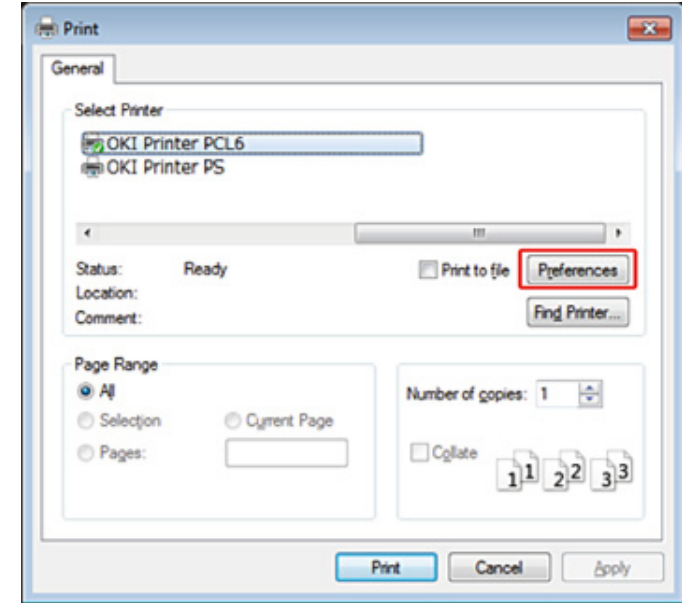 Print
General
Select Printer
OKI Printer PCL6
OKI Printer PS
Status: Ready
Print to file
Preferences
Location:
Comment:
Find Printer...
Page Range
All
Selection
Current Page
Pages:
Number of copies: 1
Collate
1 1 2 2 3 3
Print
Cancel
Apply